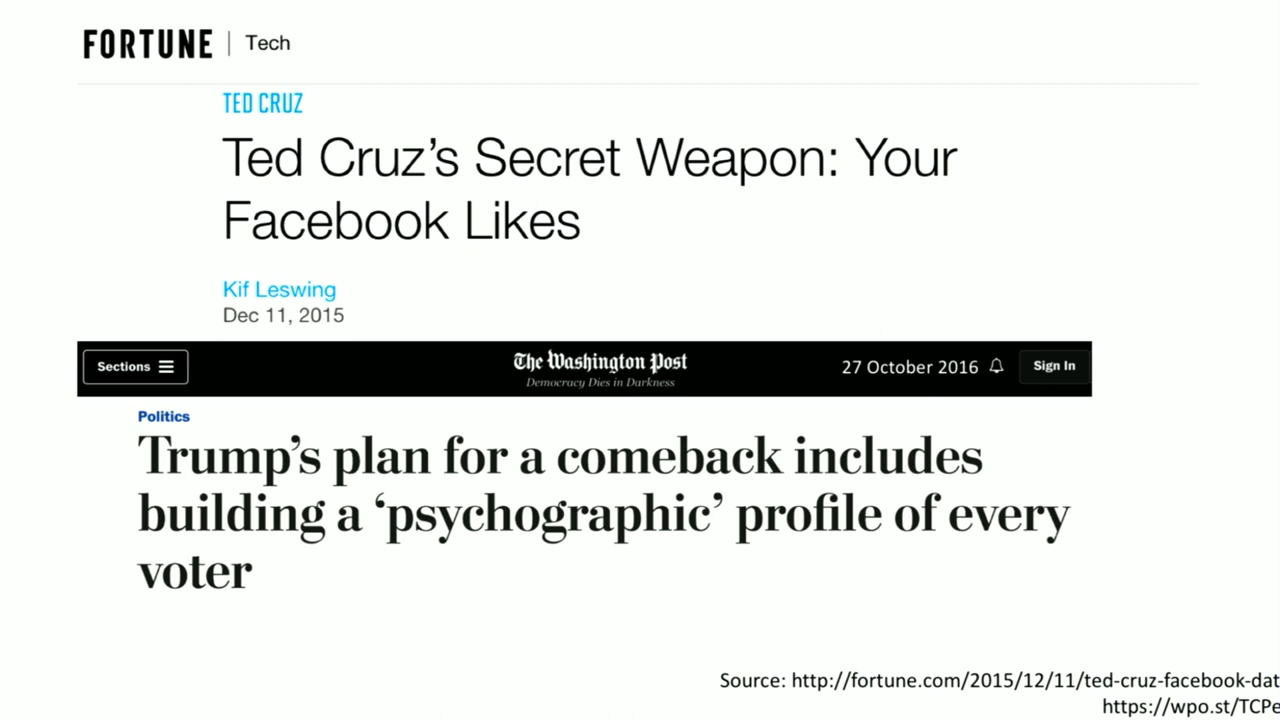 FORTUNE | Tech
TED CRUZ
Ted Cruz’s Secret Weapon: Your
Facebook Likes
Kif Leswing
Dec 11, 2015
Sections The Washington Post 27 October 2016 Sign In
Democracy Dies in Darkness
Politics
Trump’s plan for a comeback includes
building a ‘psychographic’ profile of every
voter
Source: http://fortune.com/2015/12/11/ted-cruz-facebook-dat
https://wpo.st/TCPe